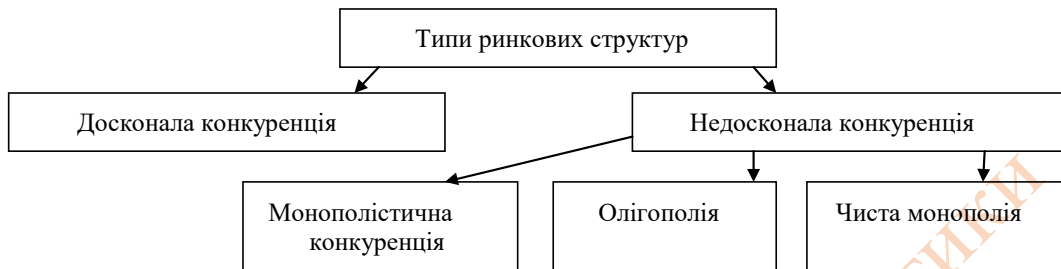 Типи ринкових структур
Досконала конкуренція
Недосконала конкуренція
Монополістична
конкуренція
Олігополія
Чиста монополія